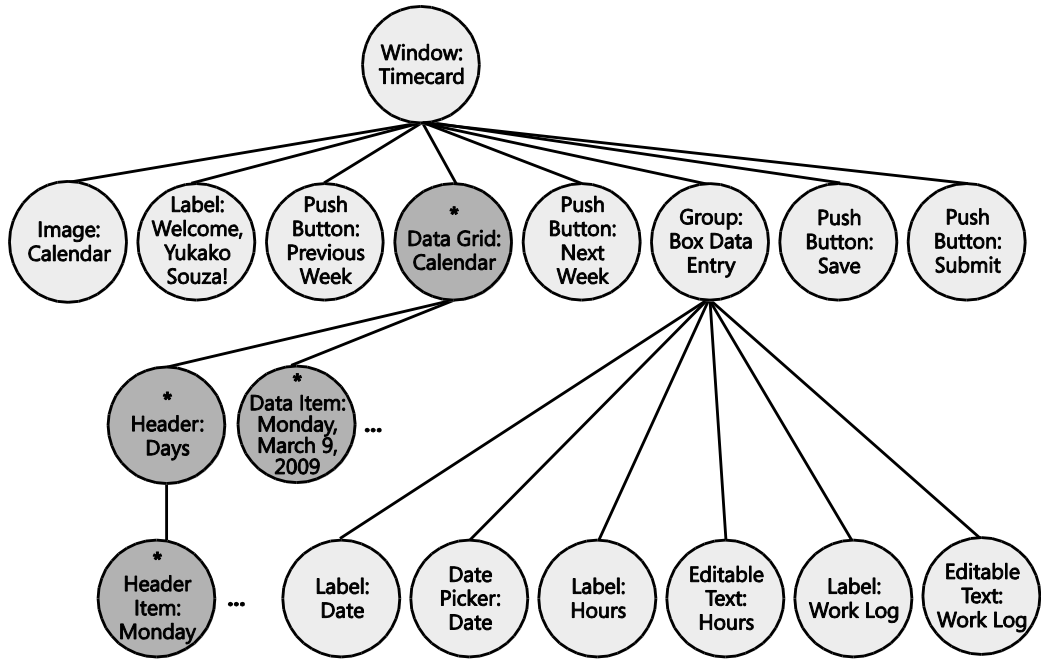 Window:
Timecard
Image:
Calendar
Label:
Welcome,
Yukako
Souza!
Push
Button:
Previous
Week
*
Data Grid:
Calendar
Push
Button:
Next
Week
Group:
Box Data
Entry
Push
Button:
Save
Push
Button:
Submit
*
Header:
Days
*
Data Item:
Monday,
March 9,
2009
...
*
Header
Item:
Monday
...
Label:
Date
Date
Picker:
Date
Label:
Hours
Editable
Text:
Hours
Label:
Work Log
Editable
Text:
Work Log